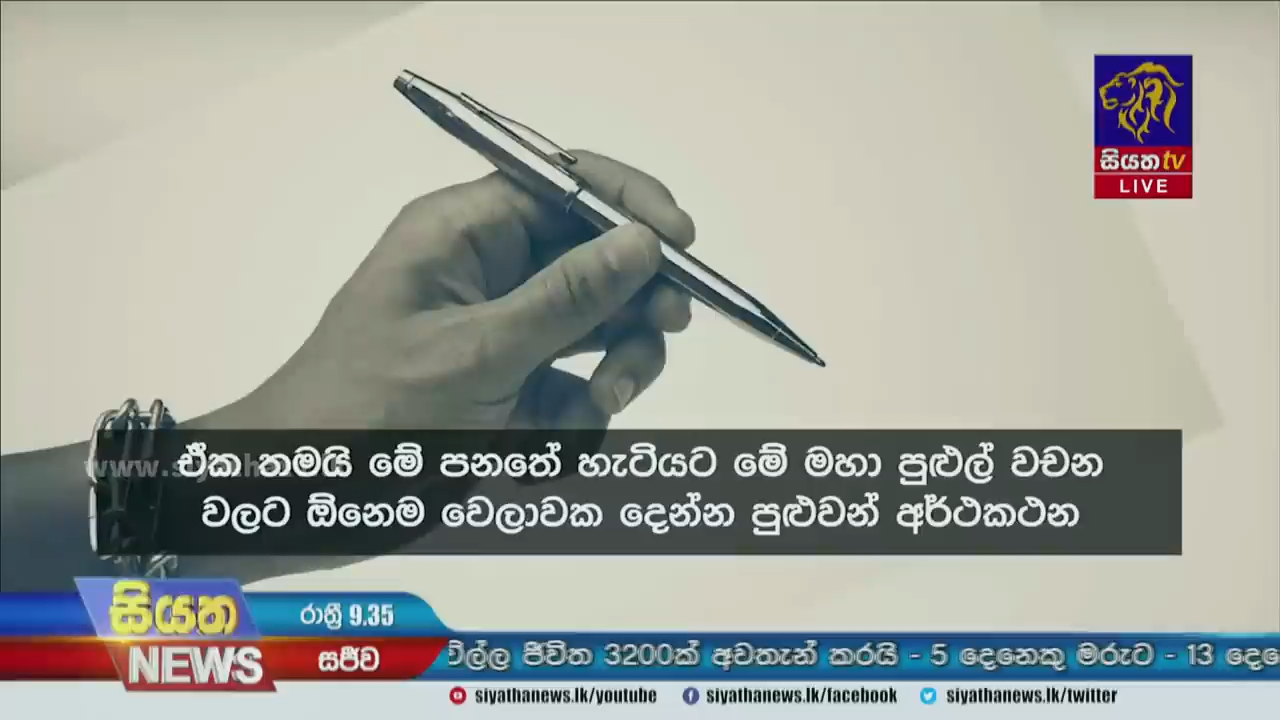 සියත tv
LIVE
ඒක තමයි මේ පනතේ හැටියට මේ මහා පුළුල් වචන
වලට ඕනෙම වෙලාවක දෙන්න පුළුවන් අර්ථකථන
සියත
NEWS
රාත්‍රී 9.35
සජීව
ජීවිත 3200ක් අවතැන් කරයි - 5 දෙනෙකු මරුට - 13
siyathanews.lk/youtube
siyathanews.lk/facebook
siyathanews.lk/twitter